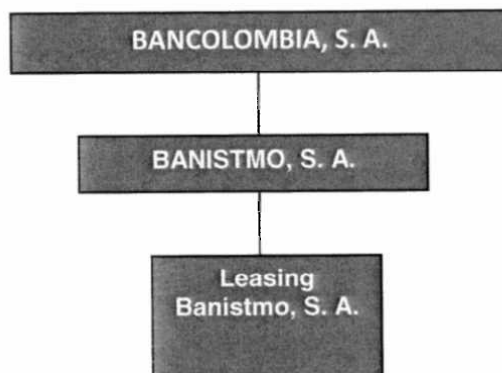 BANCOLOMBIA, S. A.
BANISTMO, S. A.
Leasing
Banistmo, S. A.